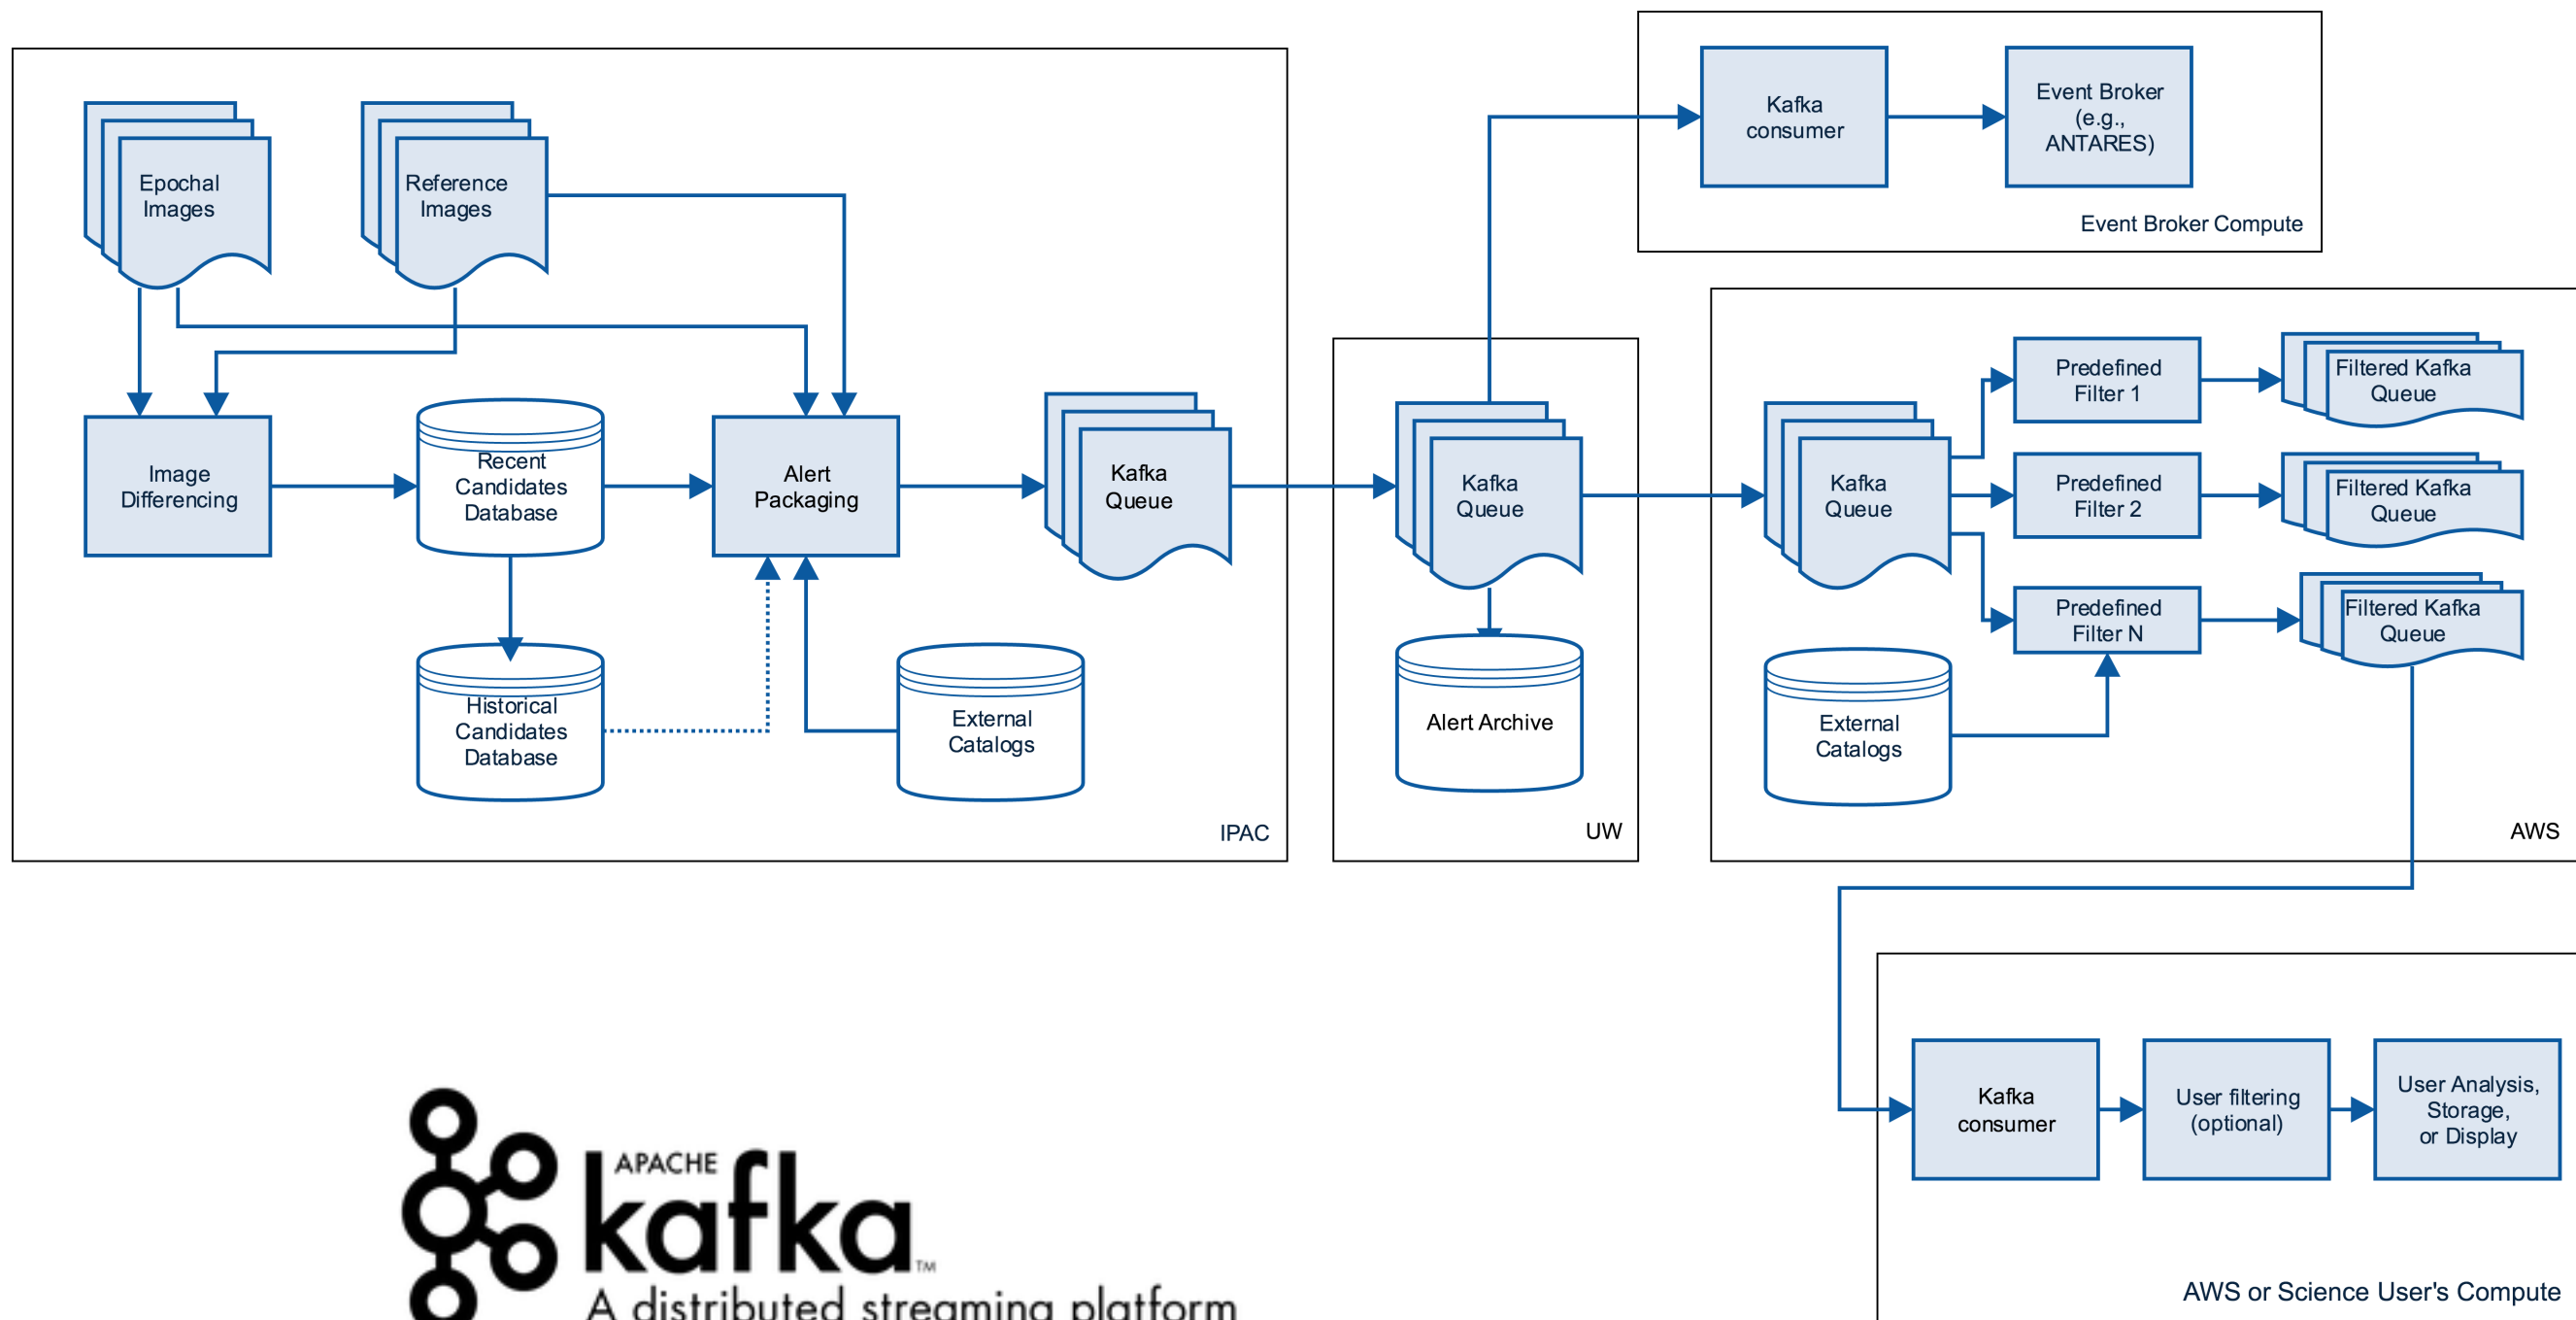 Epochal
Images
Reference
Images
Image
Differencing
Recent
Candidates
Database
Alert
Packaging
Kafka
Queue
Historical
Candidates
Database
External
Catalogs
IPAC
Kafka
Queue
Alert Archive
UW
Kafka
consumer
Event Broker
(e.g.,
ANTARES)
Event Broker Compute
Kafka
Queue
Predefined
Filter 1
Filtered Kafka
Queue
Predefined
Filter 2
Filtered Kafka
Queue
Predefined
Filter N
Filtered Kafka
Queue
External
Catalogs
AWS
Kafka
consumer
User filtering
(optional)
User Analysis,
Storage,
or Display
AWS or Science User's Compute
APACHE
kafka™
A distributed streaming platform